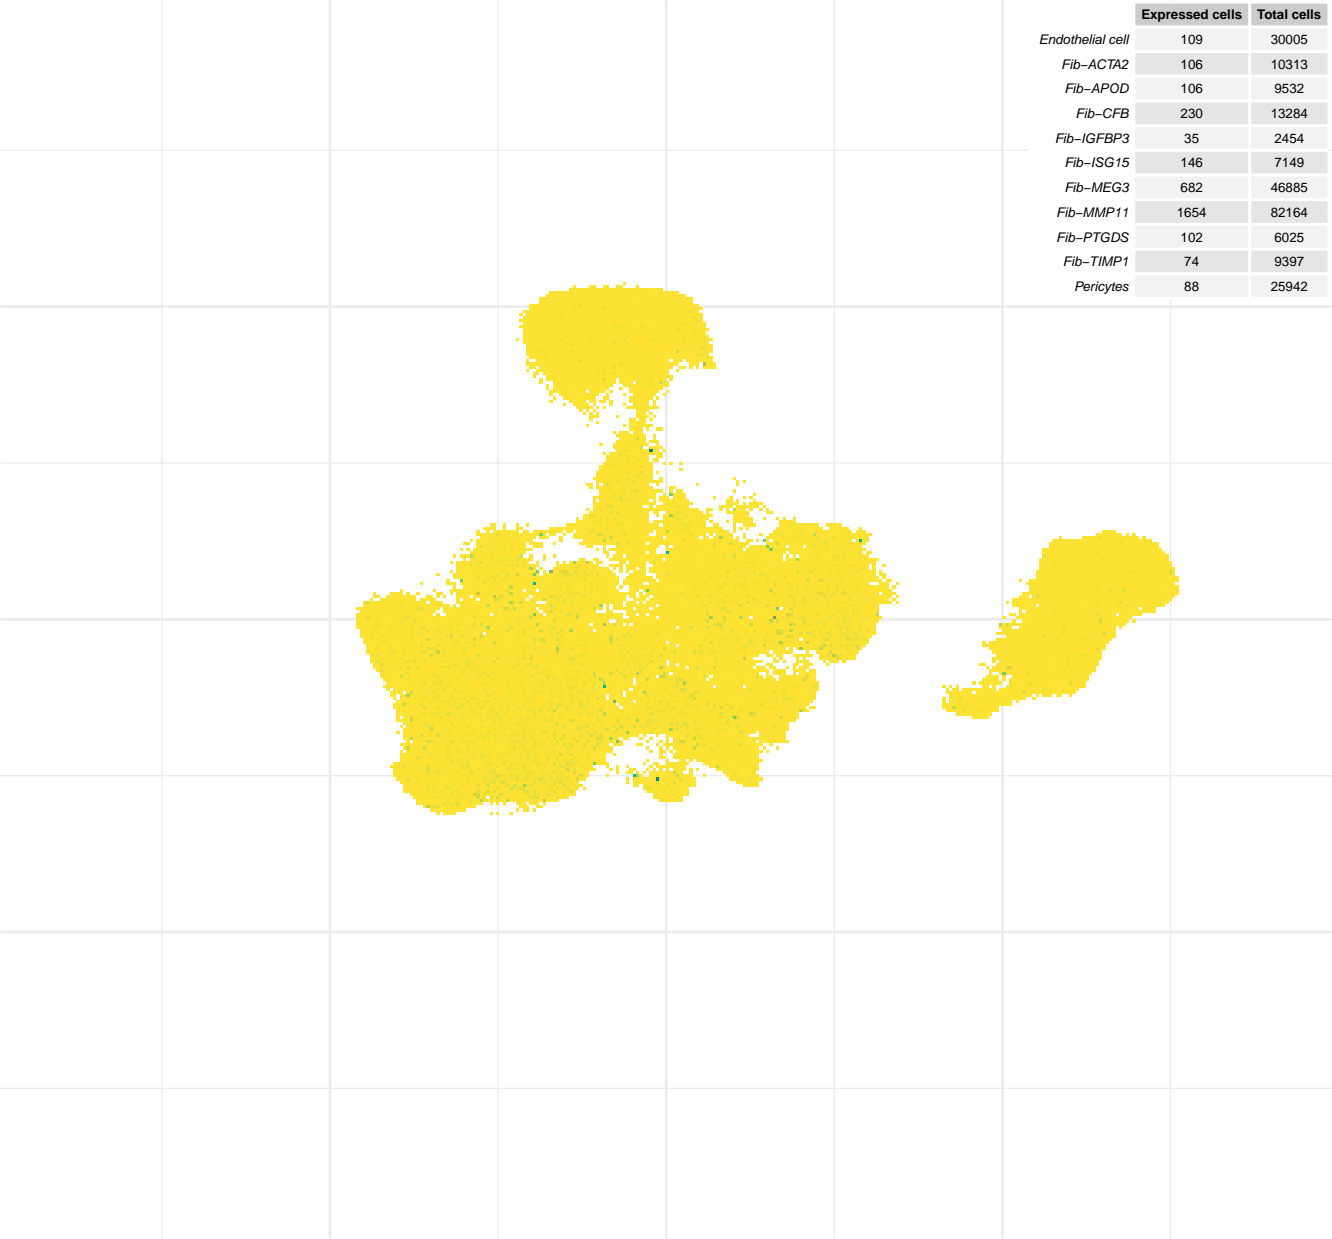 Expressed cells Total cells
Endothelial cell 109 30005
Fib−ACTA2 106 10313
Fib−APOD 106 9532
Fib−CFB 230 13284
Fib−IGFBP3 35 2454
Fib−ISG15 146 7149
Fib−MEG3 682 46885
Fib−MMP11 1654 82164
Fib−PTGDS 102 6025
Fib−TIMP1 74 9397
Pericytes 88 25942